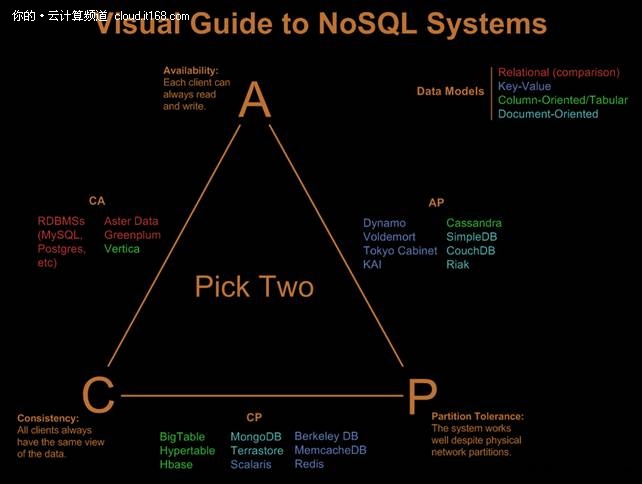 你的·云计算频道 cloud.it168.com
Visual Guide to NoSQL Systems
Availability:
Each client can
always read
and write.
A
Data Models
Relational (comparison)
Key-Value
Column-Oriented/Tabular
Document-Oriented
CA
RDBMSs
(MySQL,
Postgres,
etc)
Aster Data
Greenplum
Vertica
AP
Dynamo
Voldemort
Tokyo Cabinet
KAI
Cassandra
SimpleDB
CouchDB
Riak
Pick Two
C
Consistency:
All clients always
have the same view
of the data.
CP
BigTable
Hypertable
Hbase
MongoDB
Terrastore
Scalaris
Berkeley DB
MemcacheDB
Redis
P
Partition Tolerance:
The system works
well despite physical
network partitions.